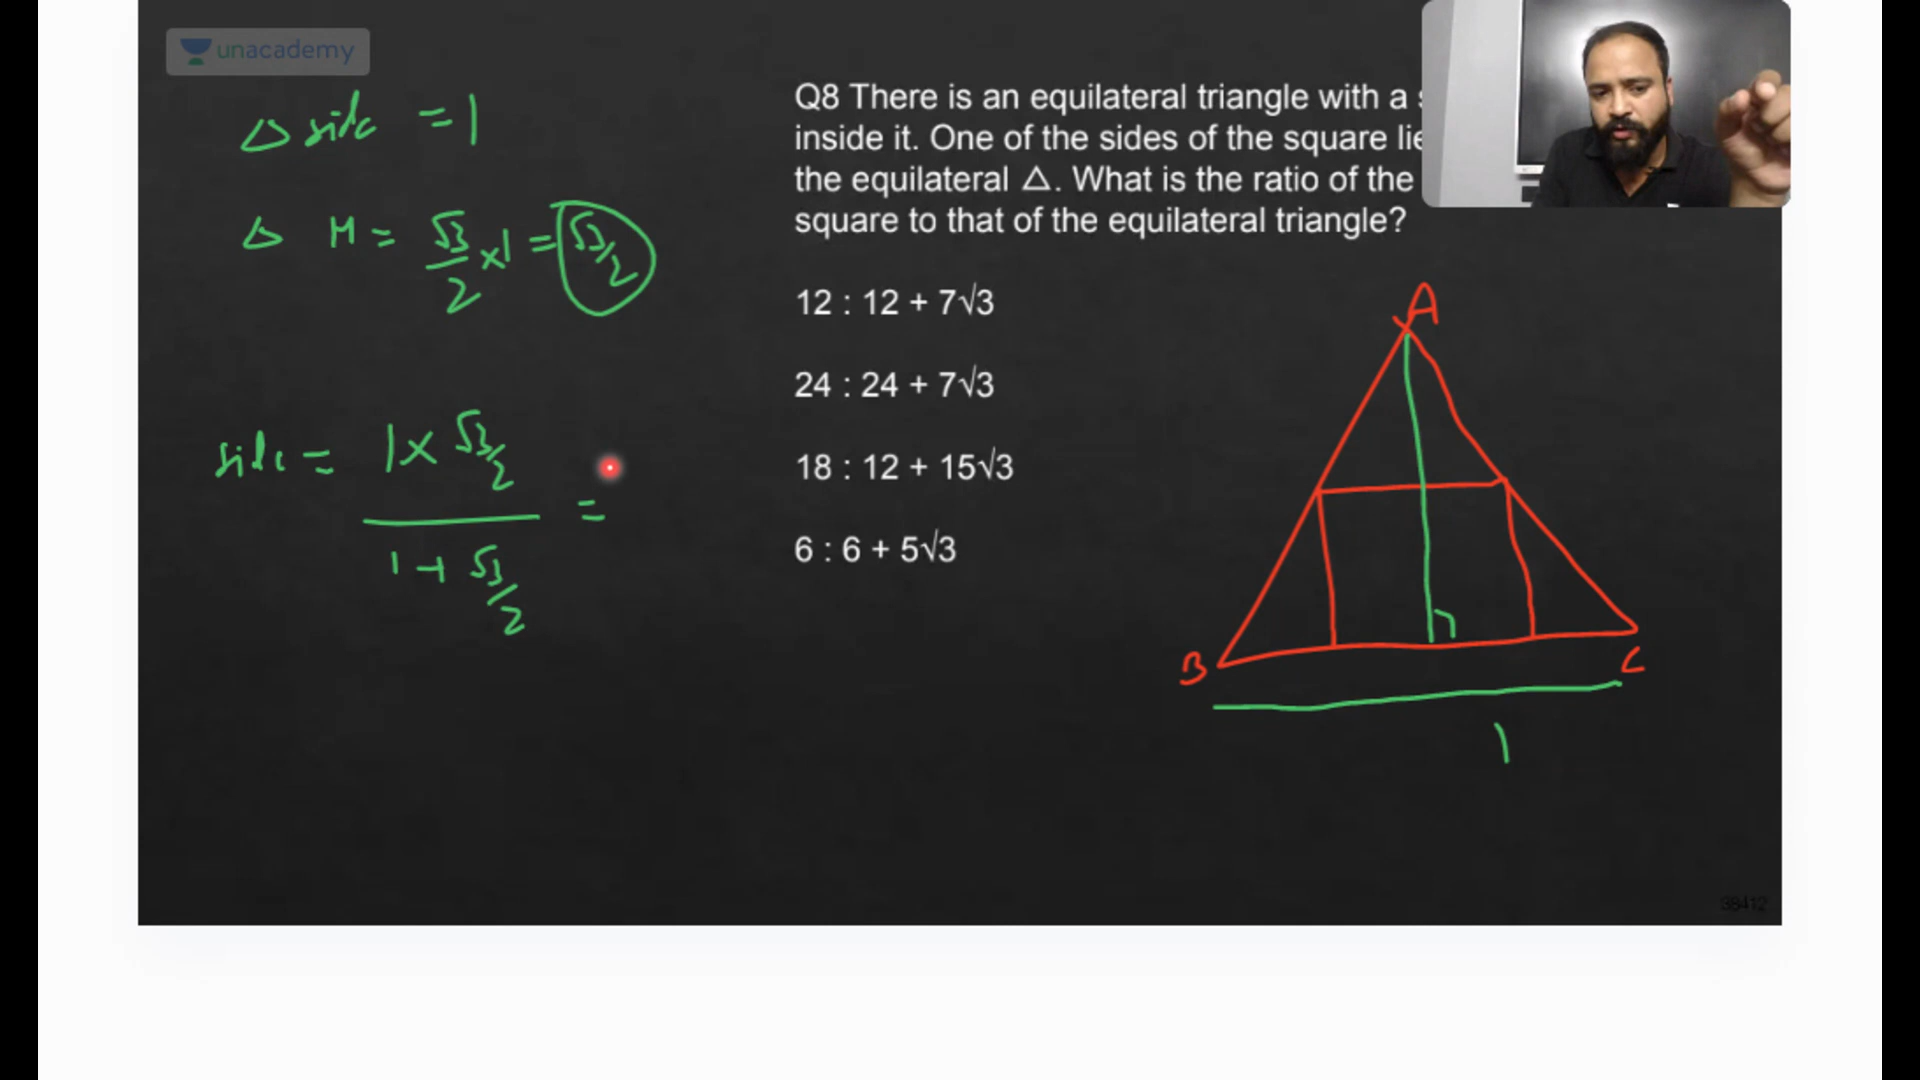 unacademy
△ side = 1
△ H = √3/2 x1 = √3/2
side = 1 x √3/2 / 1 + √3/2 =
Q8 There is an equilateral triangle with a
inside it. One of the sides of the square
the equilateral △. What is the ratio of the
square to that of the equilateral triangle?
12 : 12 + 7√3
24 : 24 + 7√3
18 : 12 + 15√3
6 : 6 + 5√3
A
B
C
1
38412